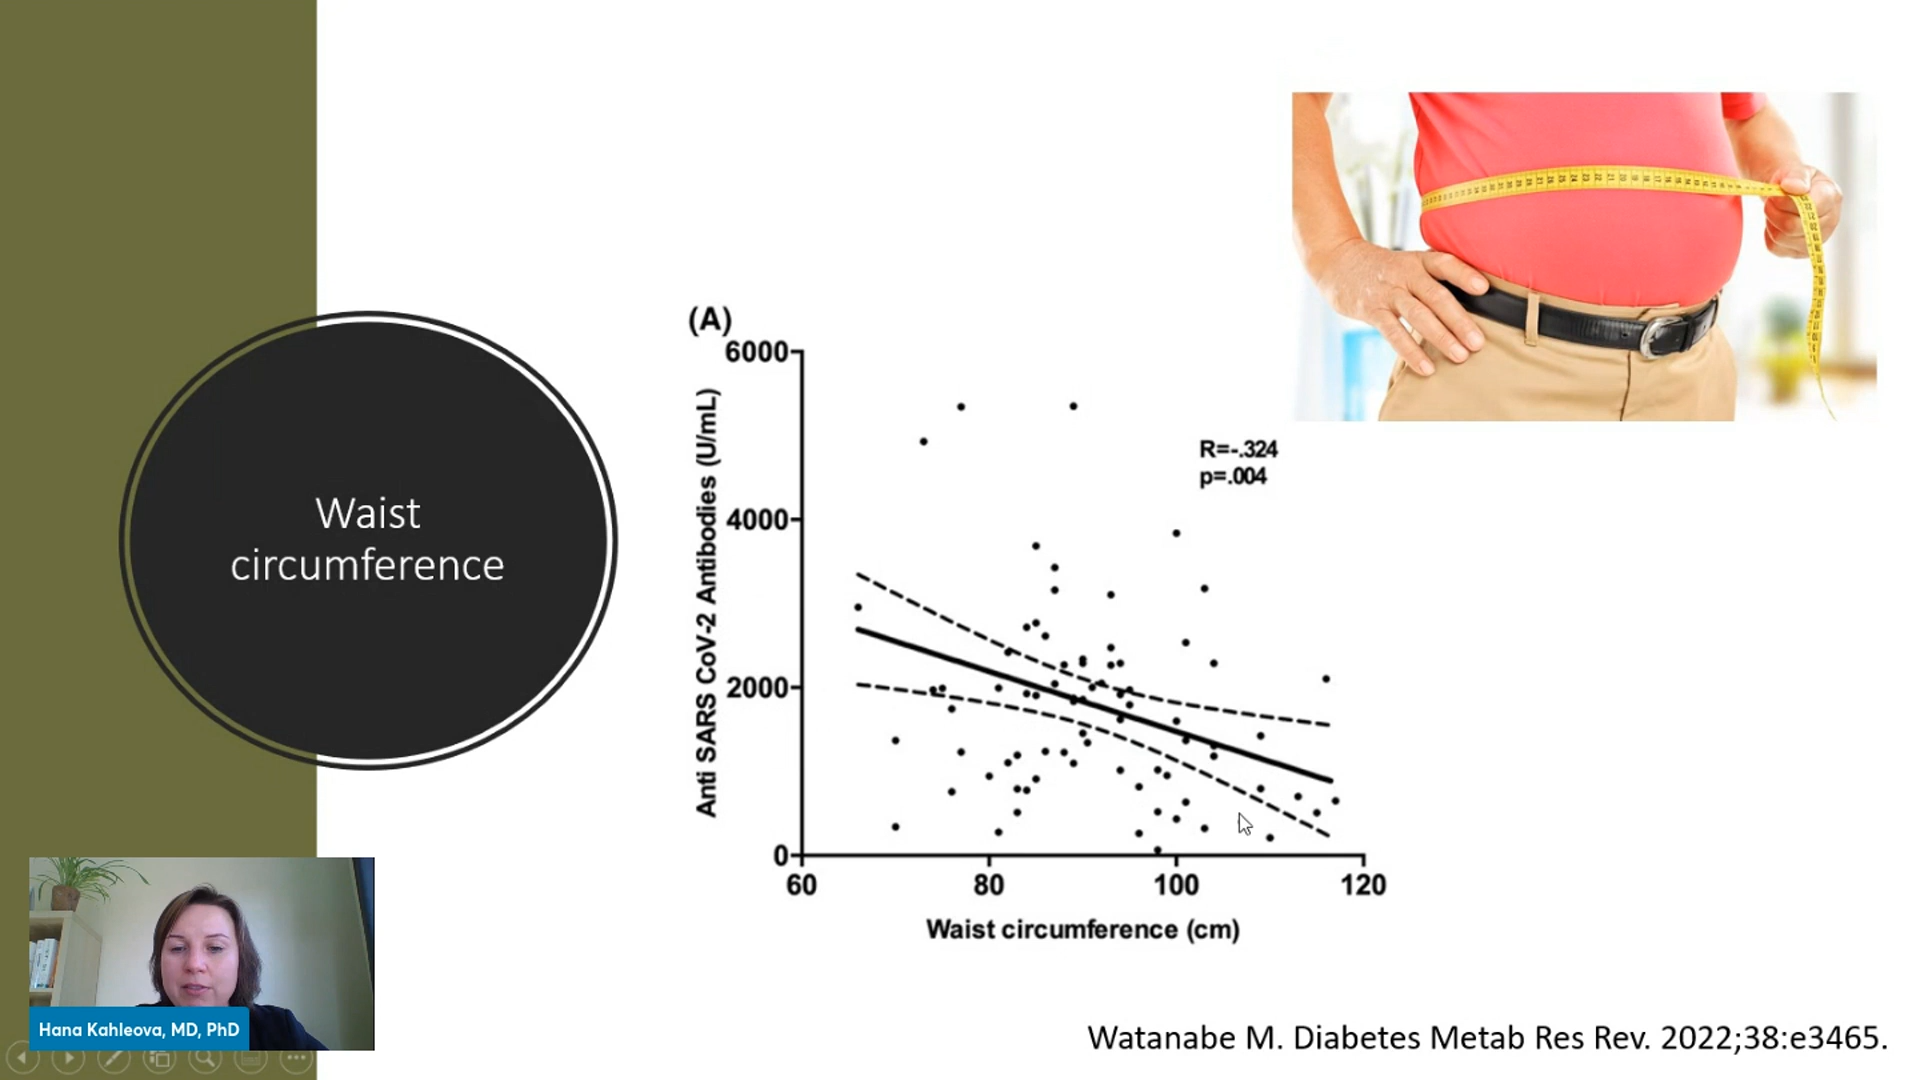 Waist
circumference
(A)
6000
4000
2000
0
Anti SARS CoV-2 Antibodies (U/mL)
R=-.324
p=.004
60 80 100 120
Waist circumference (cm)
Hana Kahleova, MD, PhD
Watanabe M. Diabetes Metab Res Rev. 2022;38:e3465.